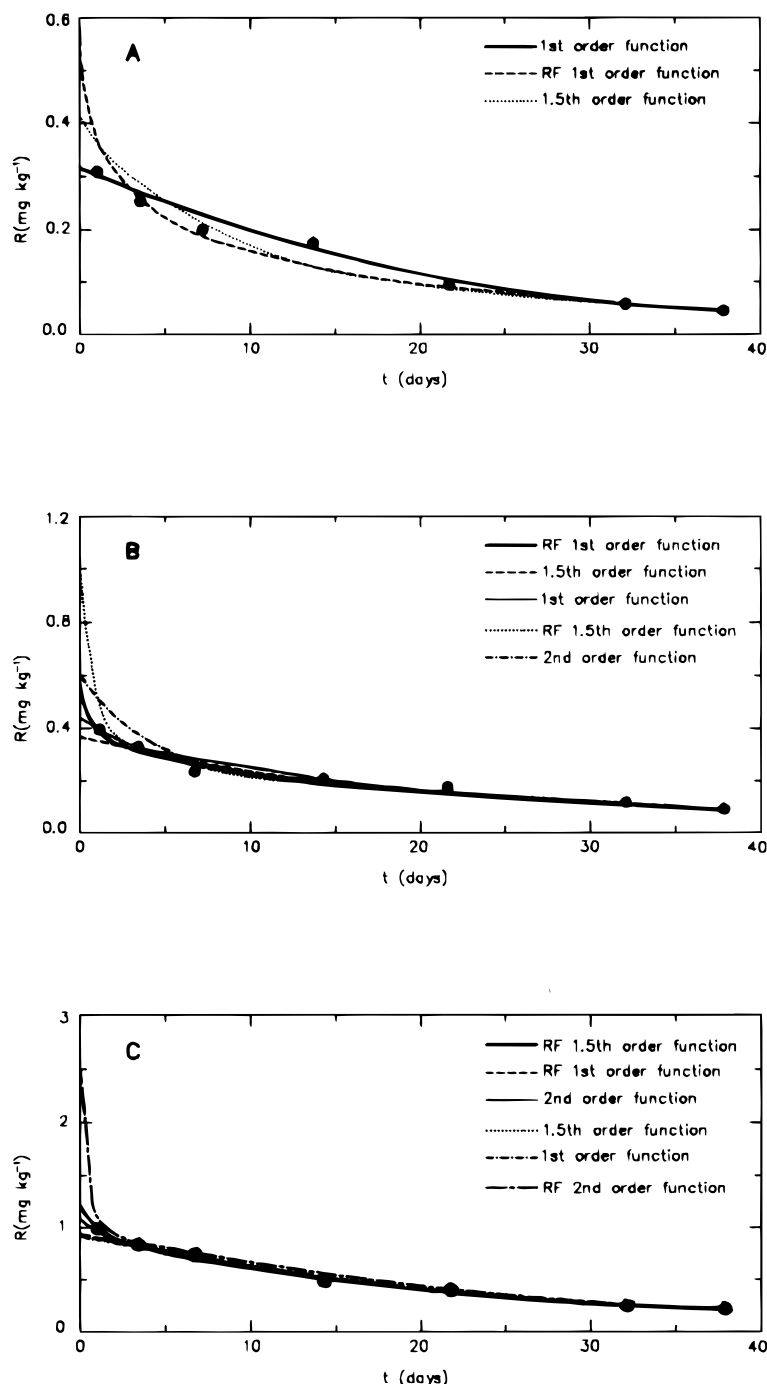 0.6
A
1st order function
RF 1st order function
1.5th order function
0.4
R(mg kg⁻¹)
0.2
0.0
0 10 20 30 40
t (days)
1.2
B
RF 1st order function
1.5th order function
1st order function
RF 1.5th order function
2nd order function
0.8
R(mg kg⁻¹)
0.4
0.0
0 10 20 30 40
t (days)
3
C
RF 1.5th order function
RF 1st order function
2nd order function
1.5th order function
1st order function
RF 2nd order function
2
R(mg kg⁻¹)
1
0
0 10 20 30 40
t (days)